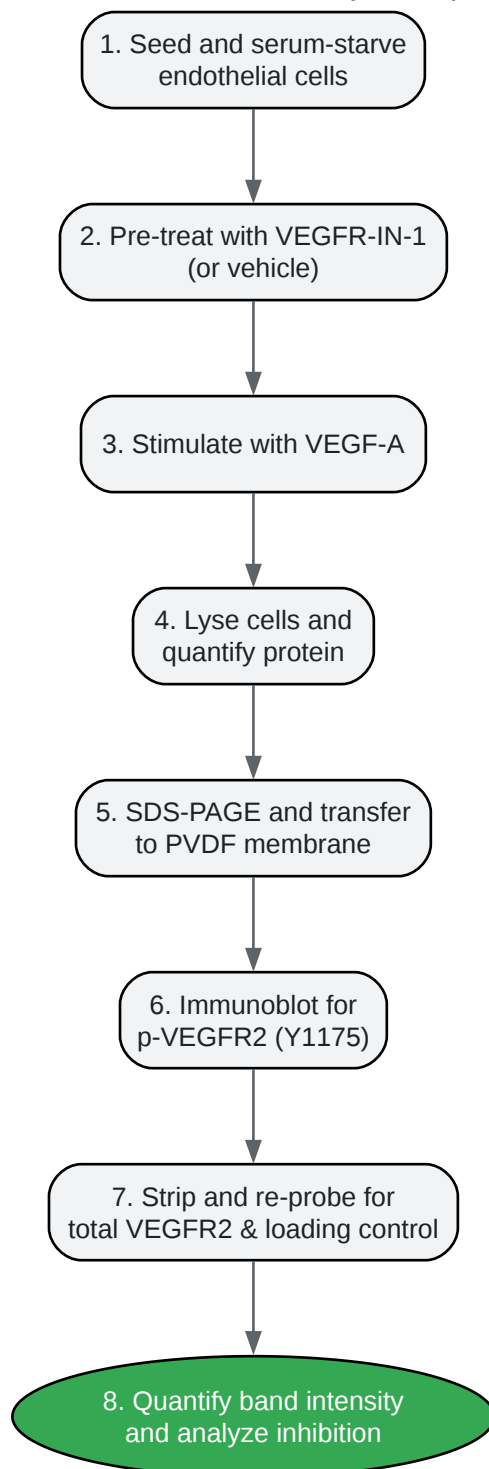 1. Seed and serum-starve
endothelial cells
2. Pre-treat with VEGFR-IN-1
(or vehicle)
3. Stimulate with VEGF-A
4. Lyse cells and
quantify protein
5. SDS-PAGE and transfer
to PVDF membrane
6. Immunoblot for
p-VEGFR2 (Y1175)
7. Strip and re-probe for
total VEGFR2 & loading control
8. Quantify band intensity
and analyze inhibition